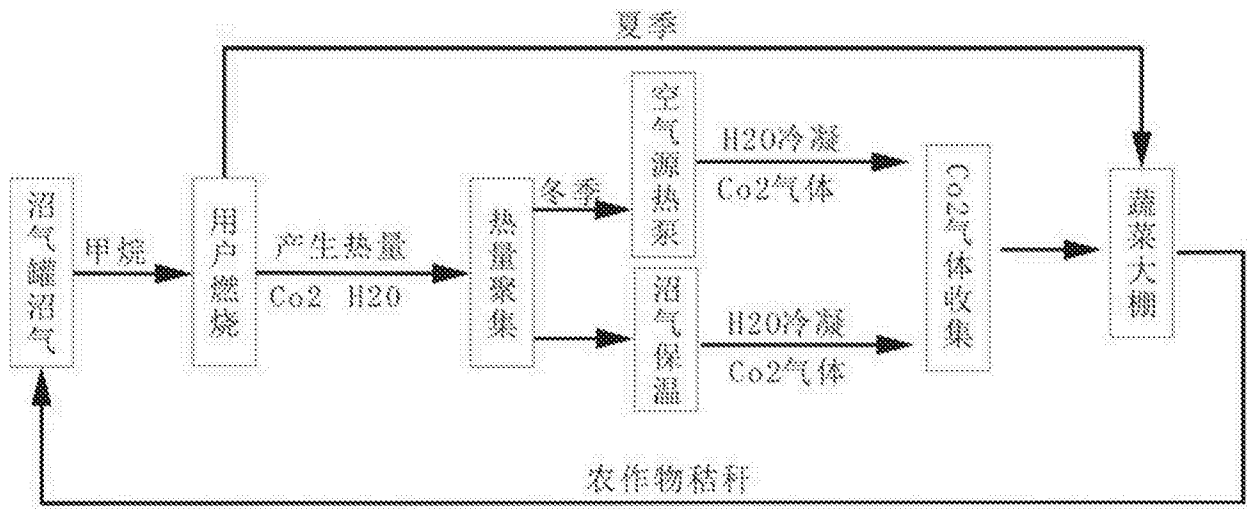 夏季
沼气罐沼气
甲烷
用户燃烧
产生热量
Co2 H20
热量聚集
冬季
空气源热泵
沼气保温
H20冷凝
Co2气体
H20冷凝
Co2气体
Co2气体收集
蔬菜大棚
农作物秸秆